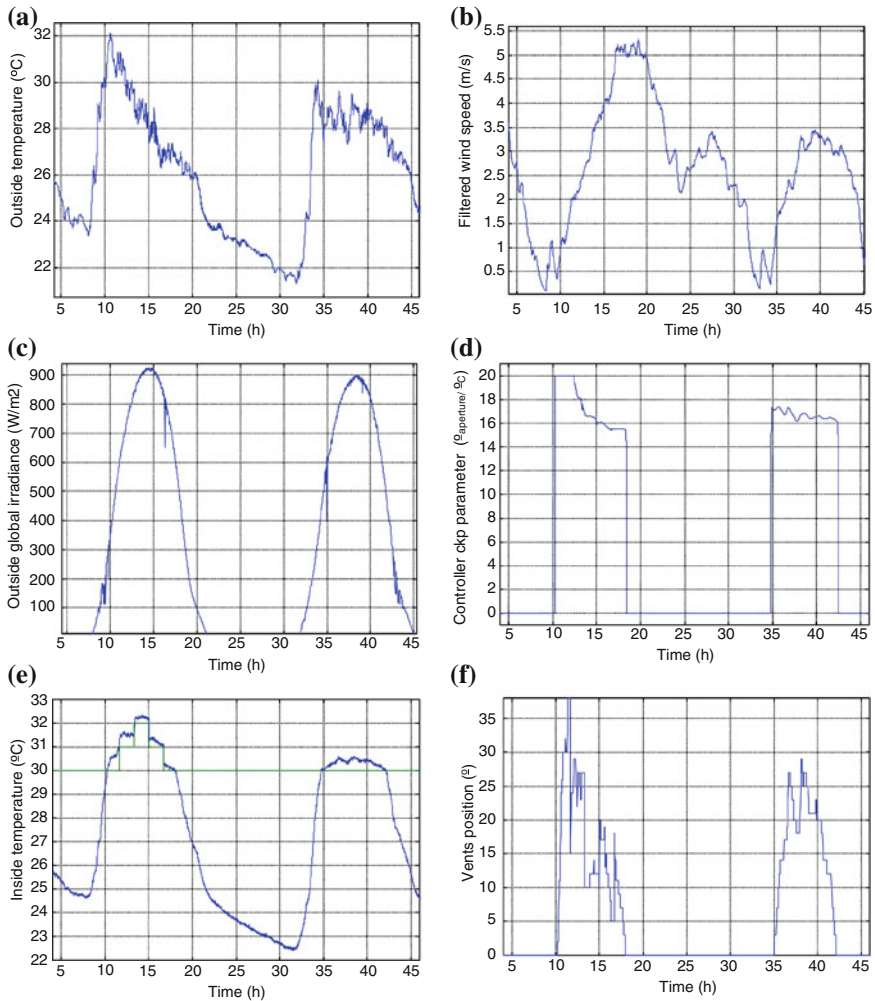 (a)
32
30
28
26
24
22
5 10 15 20 25 30 35 40 45
Outside temperature (ºC)
Time (h)
(b)
5.5
5
4.5
4
3.5
3
2.5
2
1.5
1
0.5
5 10 15 20 25 30 35 40 45
Filtered wind speed (m/s)
Time (h)
(c)
900
800
700
600
500
400
300
200
100
5 10 15 20 25 30 35 40 45
Outside global irradiance (W/m2)
Time (h)
(d)
20
18
16
14
12
10
8
6
4
2
0
5 10 15 20 25 30 35 40 45
Controller ckp parameter (ºaperture/ ºC)
Time (h)
(e)
33
32
31
30
29
28
27
26
25
24
23
22
5 10 15 20 25 30 35 40 45
Inside temperature (ºC)
Time (h)
(f)
35
30
25
20
15
10
5
0
5 10 15 20 25 30 35 40 45
Vents position (º)
Time (h)